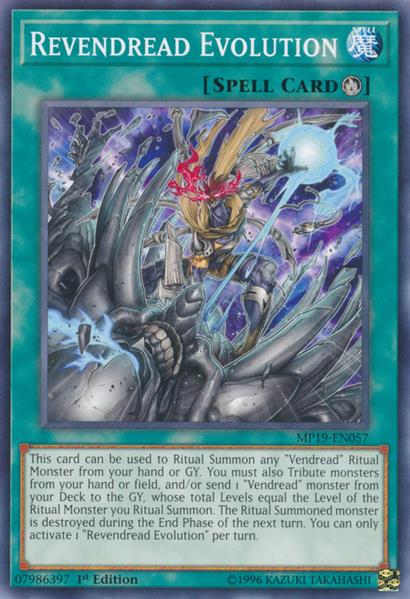 REVENDREAD EVOLUTION
SPELL
魔
[SPELL CARD]
MP19-EN057
This card can be used to Ritual Summon any "Vendread" Ritual
Monster from your hand or GY. You must also Tribute monsters
from your hand or field, and/or send 1 "Vendread" monster from
your Deck to the GY, whose total Levels equal the Level of the
Ritual Monster you Ritual Summon. The Ritual Summoned monster
is destroyed during the End Phase of the next turn. You can only
activate 1 "Revendread Evolution" per turn.
07986397 1st Edition ©1996 KAZUKI TAKAHASHI